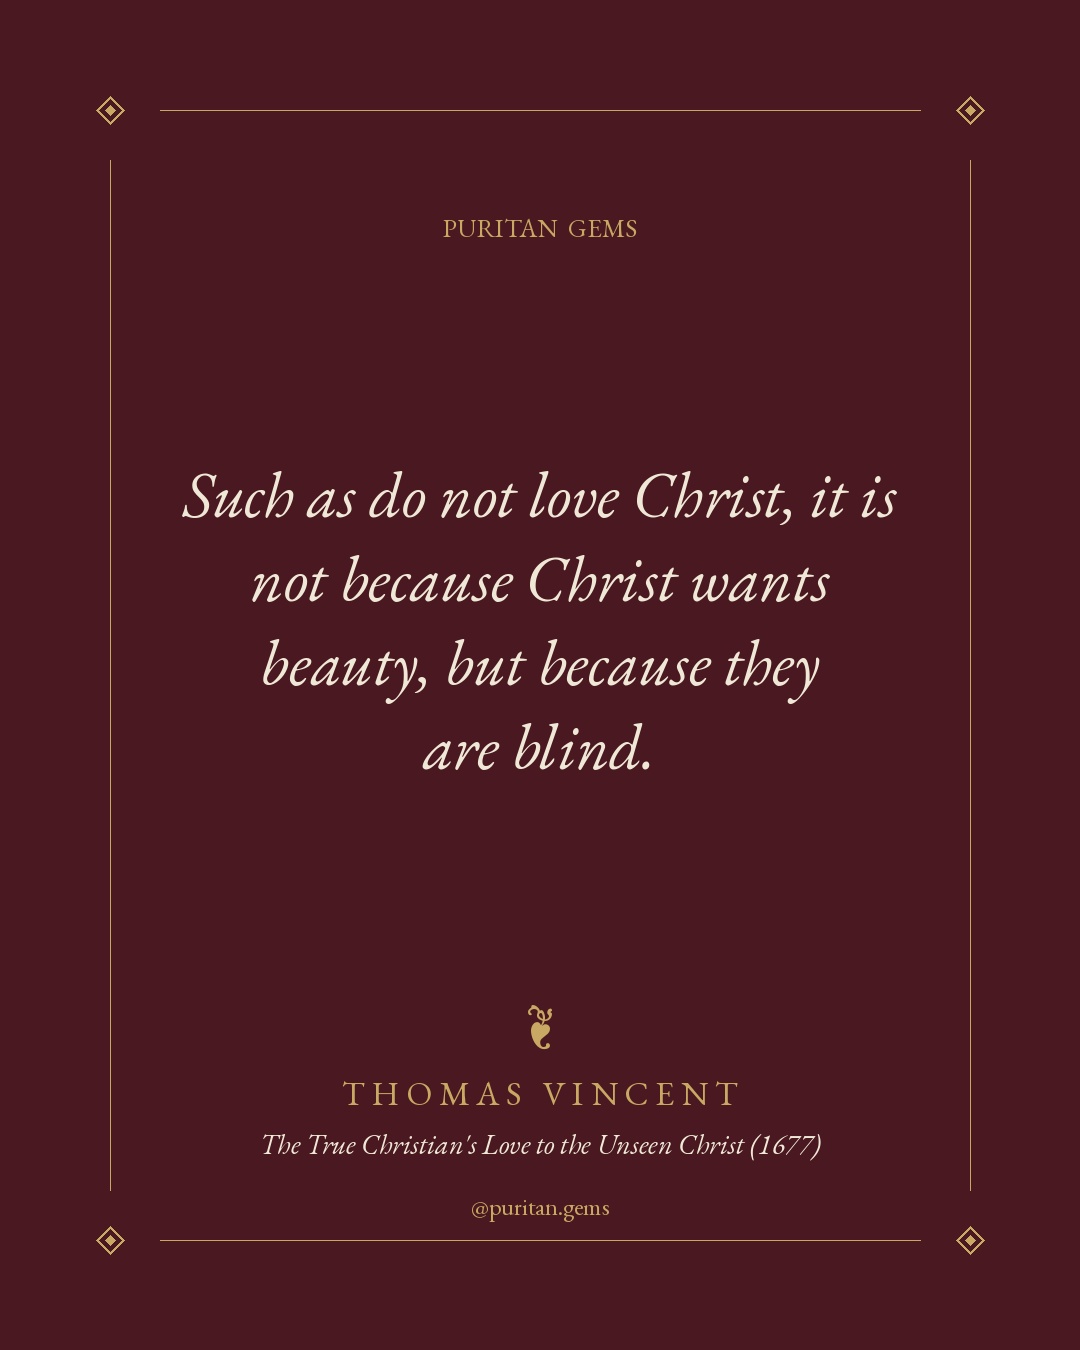 PURITAN GEMS
Such as do not love Christ, it is
not because Christ wants
beauty, but because they
are blind.
THOMAS VINCENT
The True Christian's Love to the Unseen Christ (1677)
@puritan.gems